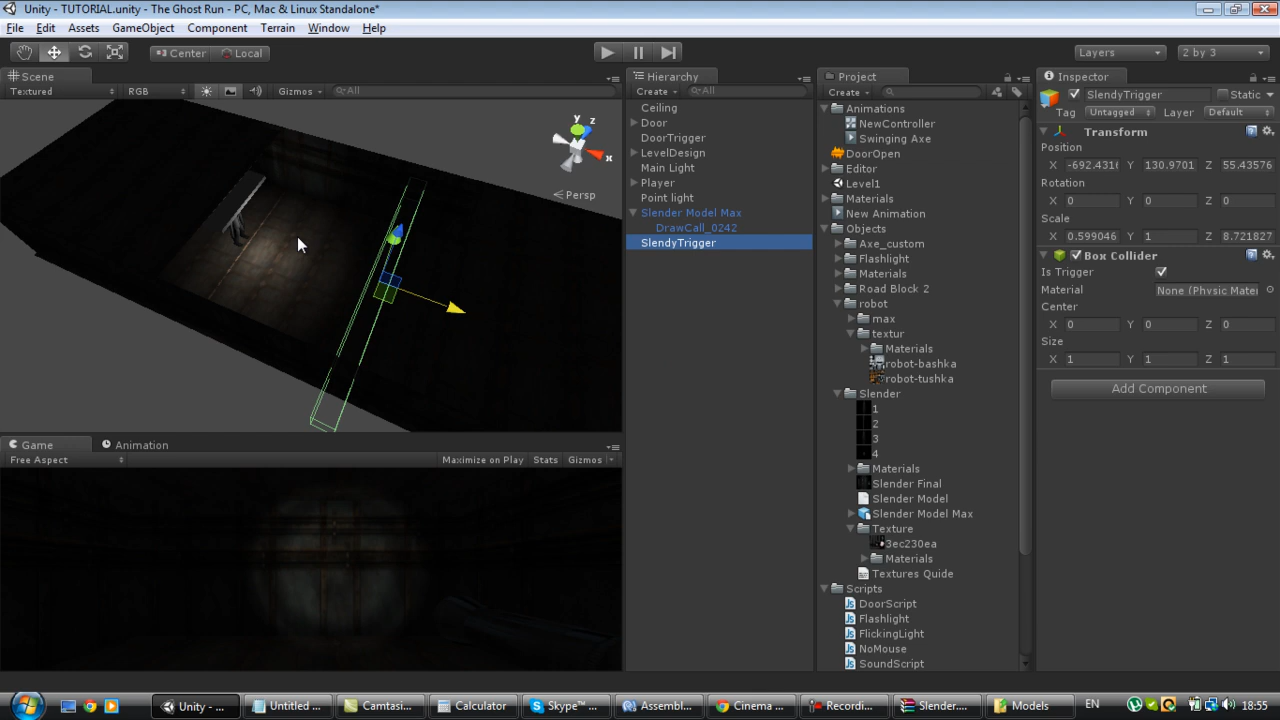 Unity - TUTORIAL.unity - The Ghost Run - PC, Mac & Linux Standalone*
File Edit Assets GameObject Component Terrain Window Help
Center Local Layers 2 by 3
Scene
Textured RGB Gizmos All
y z
x
Persp
Game Animation
Free Aspect Maximize on Play Stats Gizmos
Hierarchy
Create All
Ceiling
Door
DoorTrigger
LevelDesign
Main Light
Player
Point light
Slender Model Max
DrawCall_0242
SlendyTrigger
Project
Create
Animations
NewController
Swinging Axe
DoorOpen
Editor
Level1
Materials
New Animation
Objects
Axe_custom
Flashlight
Materials
Road Block 2
robot
max
textur
Materials
robot-bashka
robot-tushka
Slender
1
2
3
4
Materials
Slender Final
Slender Model
Slender Model Max
Texture
3ec230ea
Materials
Textures Quide
Scripts
DoorScript
Flashlight
FlickingLight
NoMouse
SoundScript
Inspector
SlendyTrigger Static
Tag Untagged Layer Default
Transform
Position
X -692.4316 Y 130.9701 Z 55.43576
Rotation
X 0 Y 0 Z 0
Scale
X 0.599046 Y 1 Z 8.721827
Box Collider
Is Trigger
Material None (Physic Mater
Center
X 0 Y 0 Z 0
Size
X 1 Y 1 Z 1
Add Component
Unity - ... Untitled ... Camtasi... Calculator Skype™ ... Assembl... Cinema ... Recordi... Slender.... Models EN 18:55